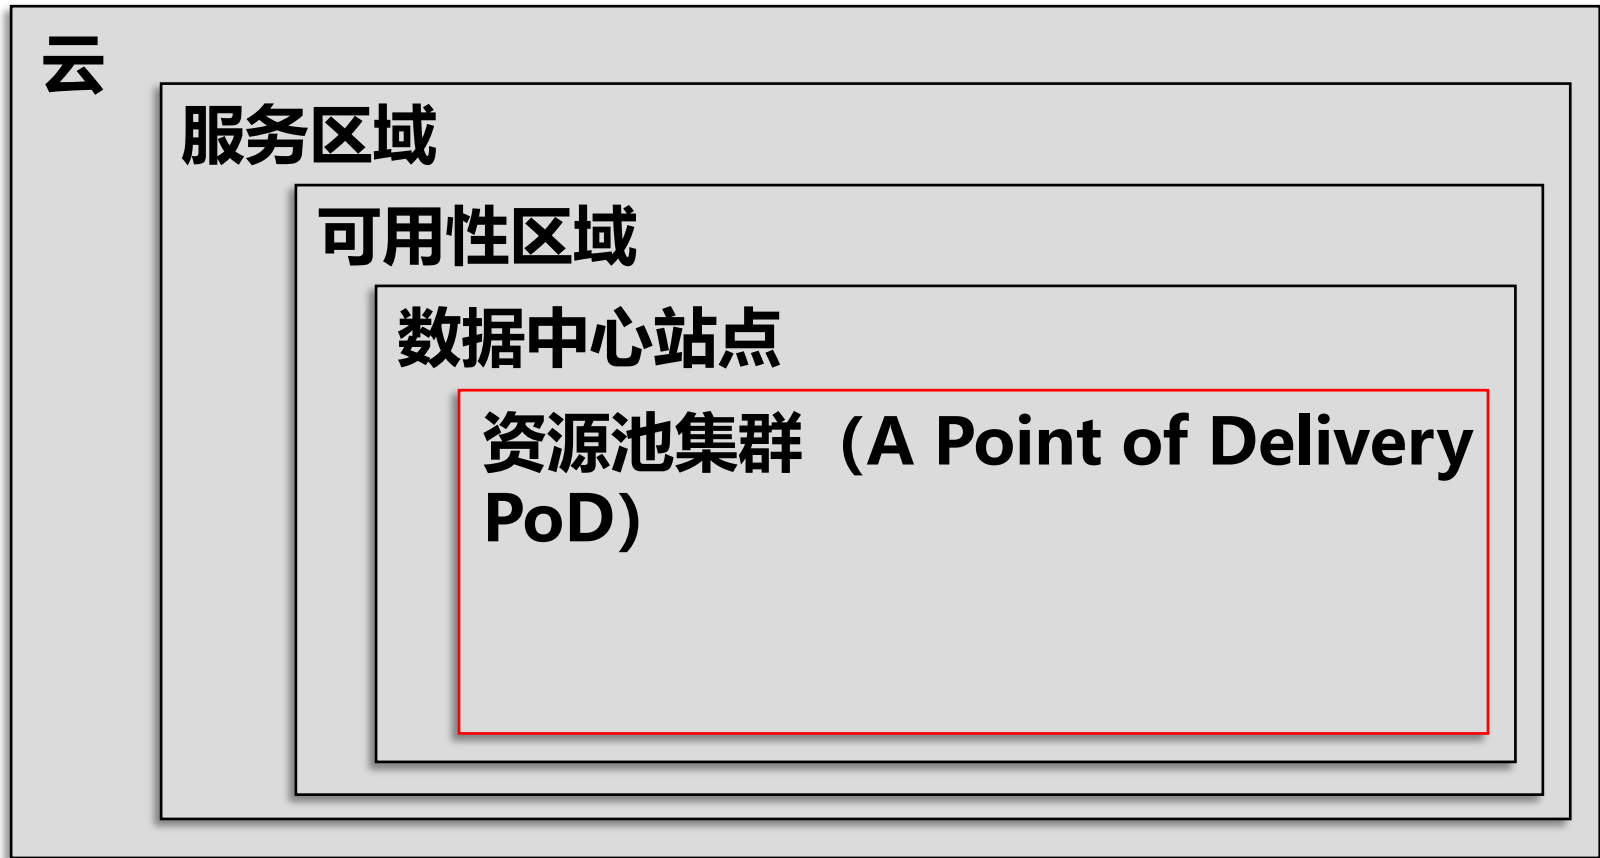 云
服务区域
可用性区域
数据中心站点
资源池集群（A Point of Delivery
PoD）